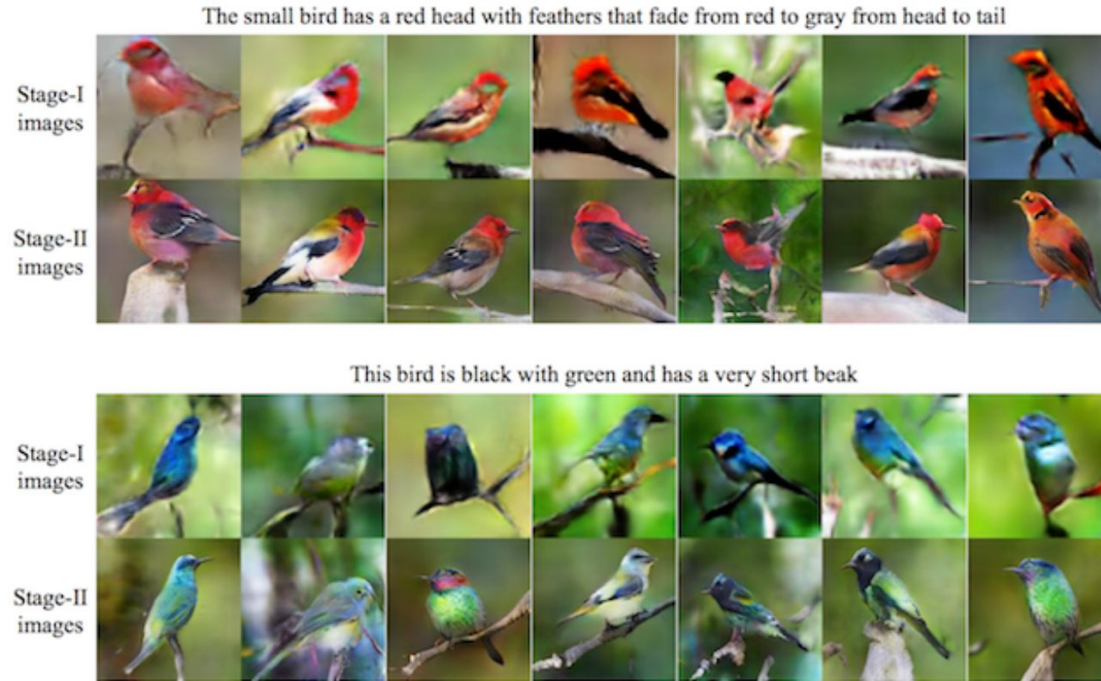 The small bird has a red head with feathers that fade from red to gray from head to tail
Stage-I
images
Stage-II
images
This bird is black with green and has a very short beak
Stage-I
images
Stage-II
images